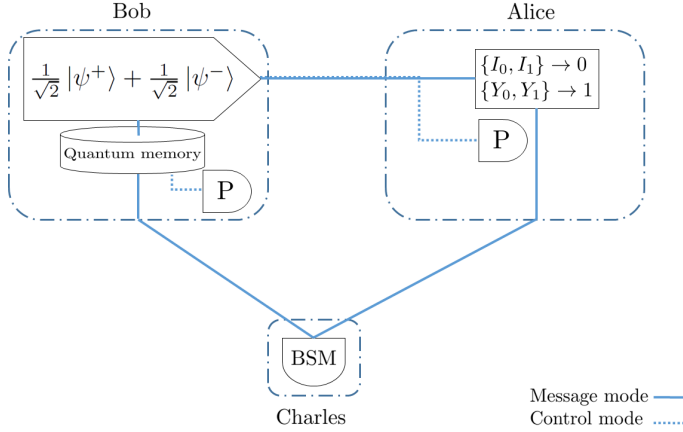 Bob
Alice
1/√2 |ψ⁺⟩ + 1/√2 |ψ⁻⟩
{I₀, I₁} → 0
{Y₀, Y₁} → 1
P
Quantum memory
P
BSM
Charles
Message mode
Control mode